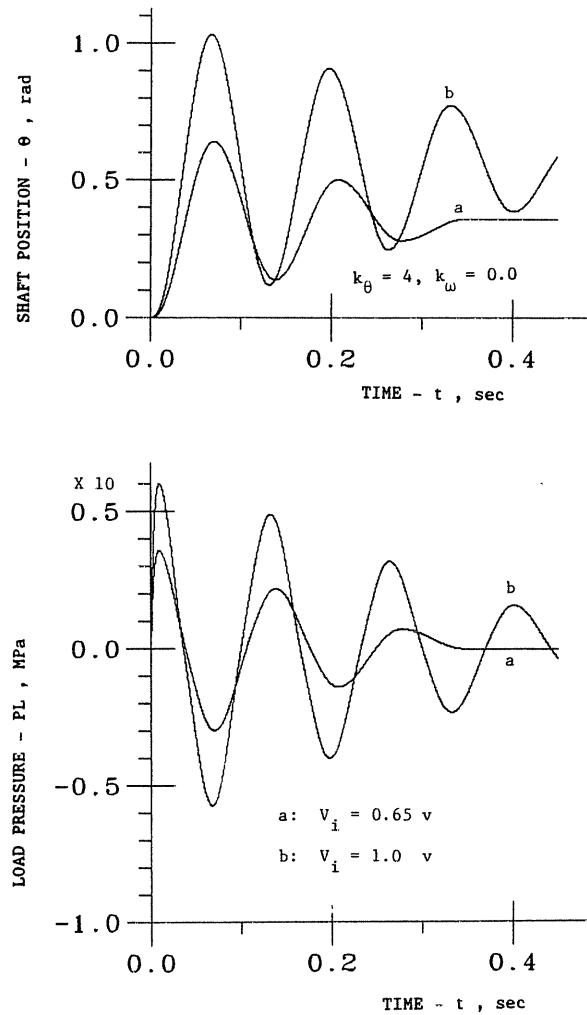 SHAFT POSITION - θ , rad
1.0
0.5
0.0
b
a
k_θ = 4, k_ω = 0.0
0.0
0.2
0.4
TIME - t , sec
LOAD PRESSURE - PL , MPa
X 10
0.5
0.0
-0.5
-1.0
b
a
a: V_i = 0.65 v
b: V_i = 1.0 v
0.0
0.2
0.4
TIME - t , sec